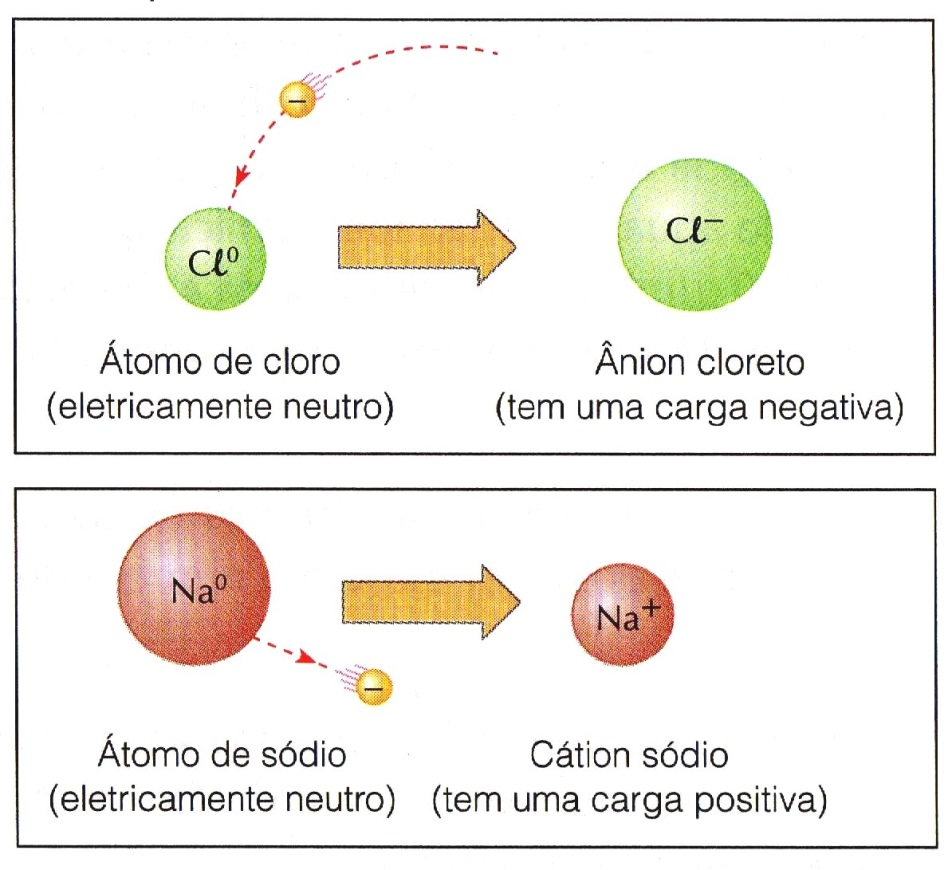 −
Cℓ⁰
Cℓ⁻
Átomo de cloro
(eletricamente neutro)
Ânion cloreto
(tem uma carga negativa)
Na⁰
Na⁺
−
Átomo de sódio
(eletricamente neutro)
Cátion sódio
(tem uma carga positiva)